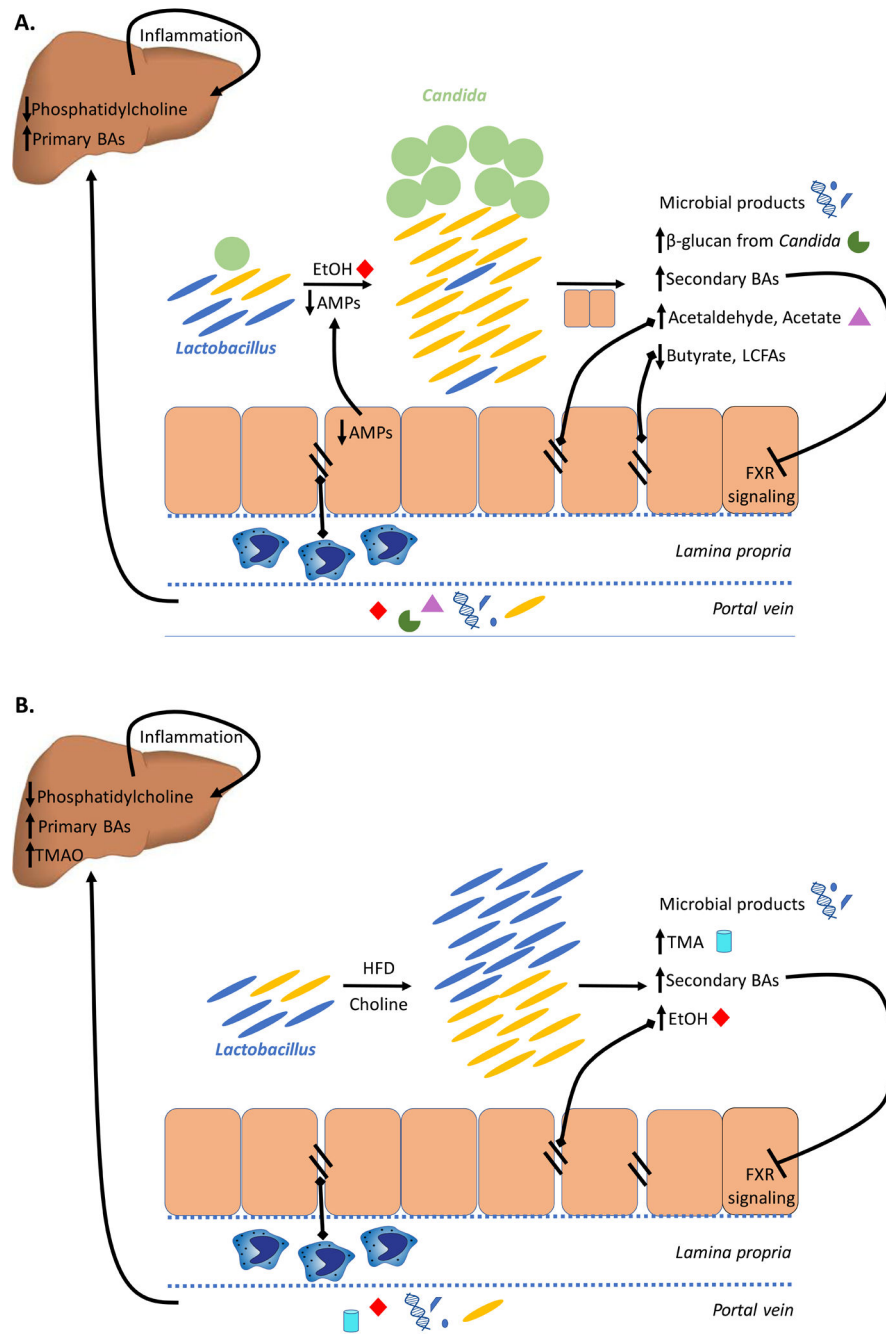 A.
Inflammation
↓Phosphatidylcholine
↑Primary BAs
Candida
Microbial products
↑β-glucan from Candida
EtOH
↓AMPs
↑Secondary BAs
↑Acetaldehyde, Acetate
Lactobacillus
↓Butyrate, LCFAs
↓AMPs
FXR
signaling
Lamina propria
Portal vein
B.
Inflammation
↓Phosphatidylcholine
↑Primary BAs
↑TMAO
Microbial products
↑TMA
HFD
Choline
↑Secondary BAs
↑EtOH
Lactobacillus
FXR
signaling
Lamina propria
Portal vein